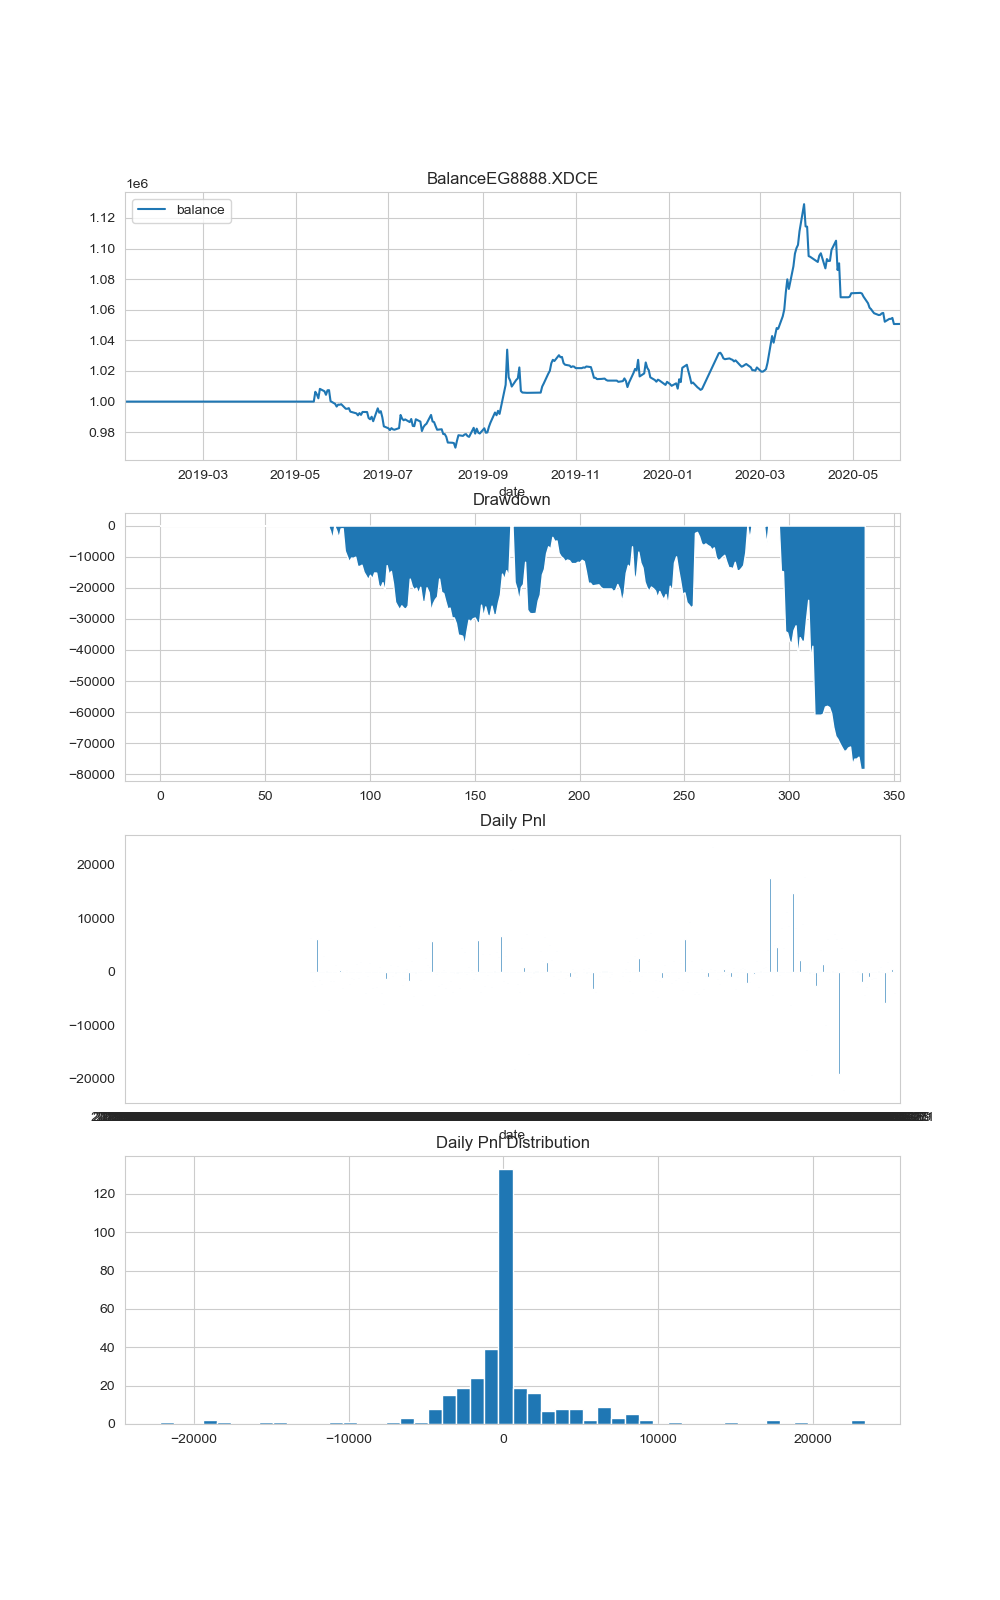 BalanceEG8888.XDCE
1e6
balance
1.12
1.10
1.08
1.06
1.04
1.02
1.00
0.98
2019-03 2019-05 2019-07 2019-09 2019-11 2020-01 2020-03 2020-05
date
Drawdown
0
−10000
−20000
−30000
−40000
−50000
−60000
−70000
−80000
0 50 100 150 200 250 300 350
Daily Pnl
20000
10000
0
−10000
−20000
date
Daily Pnl Distribution
120
100
80
60
40
20
0
−20000 −10000 0 10000 20000